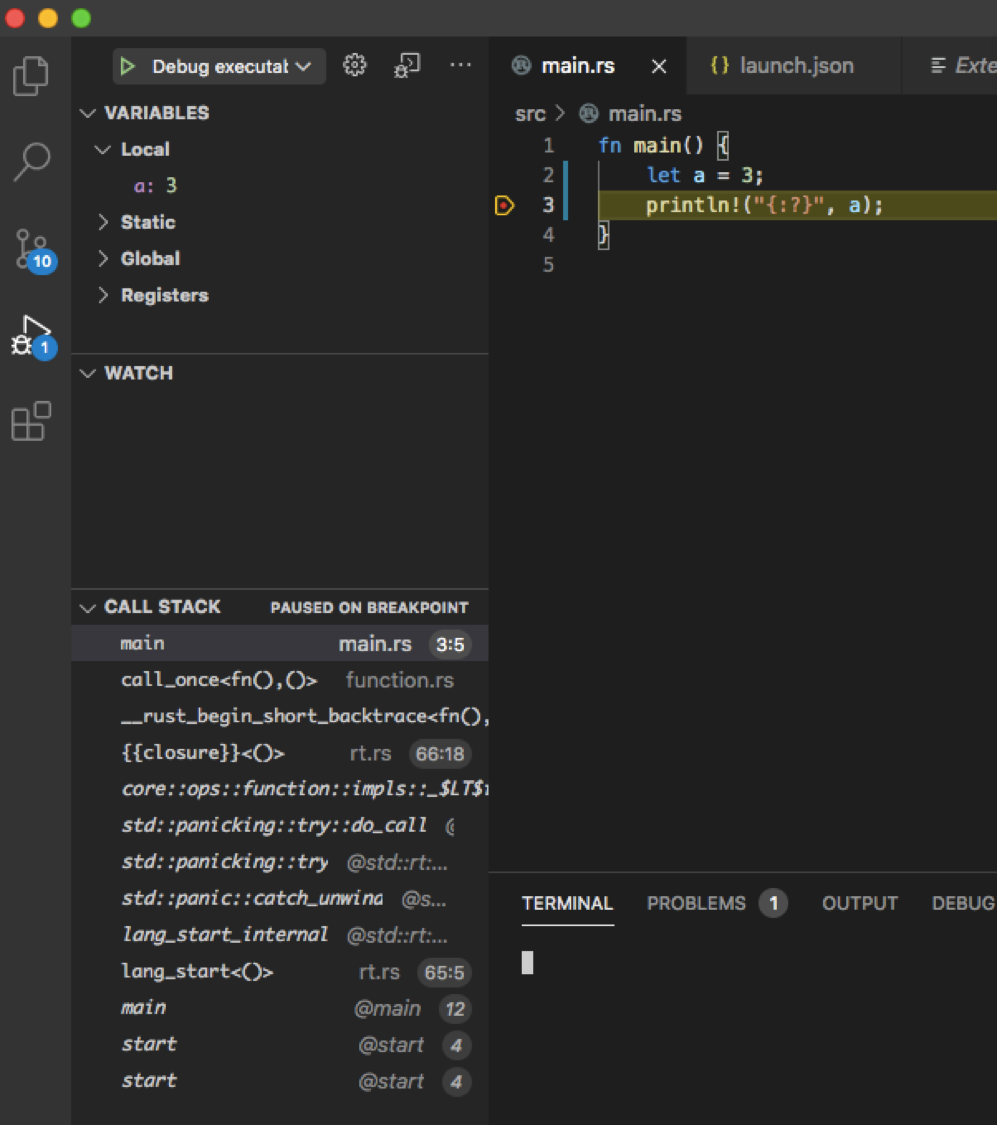 Debug executat
VARIABLES
Local
a: 3
Static
Global
Registers
10
1
WATCH
CALL STACK PAUSED ON BREAKPOINT
main main.rs 3:5
call_once<fn(),()> function.rs
__rust_begin_short_backtrace<fn(),
{{closure}}<()> rt.rs 66:18
core::ops::function::impls::_$LT$
std::panicking::try::do_call @
std::panicking::try @std::rt:...
std::panic::catch_unwind @s...
lang_start_internal @std::rt:...
lang_start<()> rt.rs 65:5
main @main 12
start @start 4
start @start 4
main.rs launch.json Exte
src > main.rs
1 fn main() {
2 let a = 3;
3 println!("{:?}", a);
4 }
5
TERMINAL PROBLEMS 1 OUTPUT DEBUG